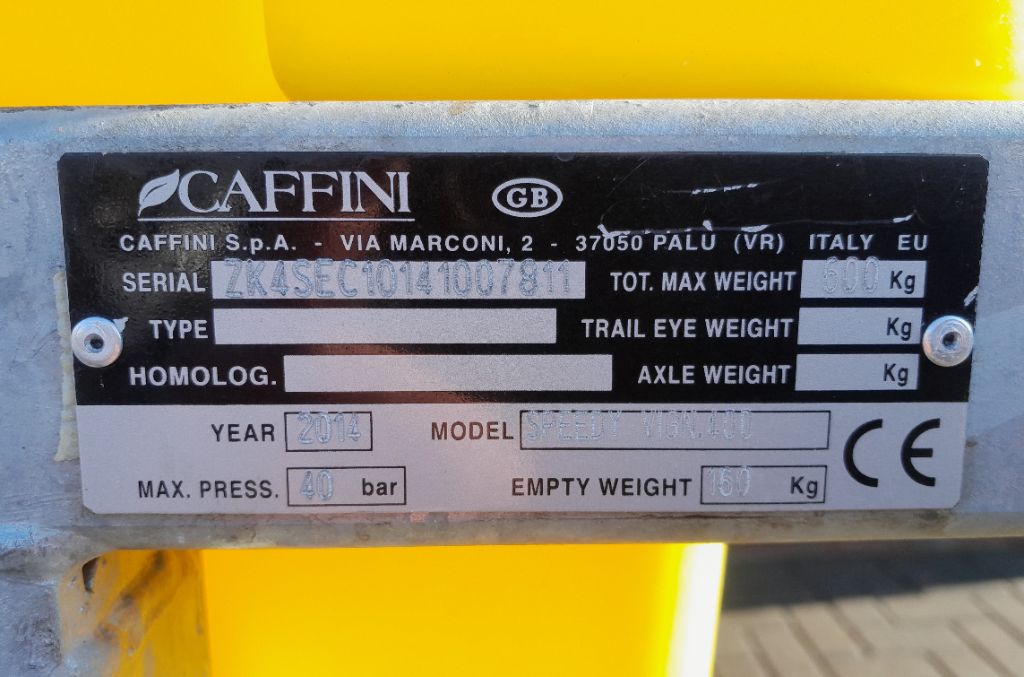 CAFFINI GB
CAFFINI S.p.A. - VIA MARCONI, 2 - 37050 PALÙ (VR) ITALY EU
SERIAL ZK4SEC10141007811 TOT. MAX WEIGHT 600 Kg
TYPE TRAIL EYE WEIGHT Kg
HOMOLOG. AXLE WEIGHT Kg
YEAR 2014 MODEL SPEEDY VIGN.400 CE
MAX. PRESS. 40 bar EMPTY WEIGHT 160 Kg